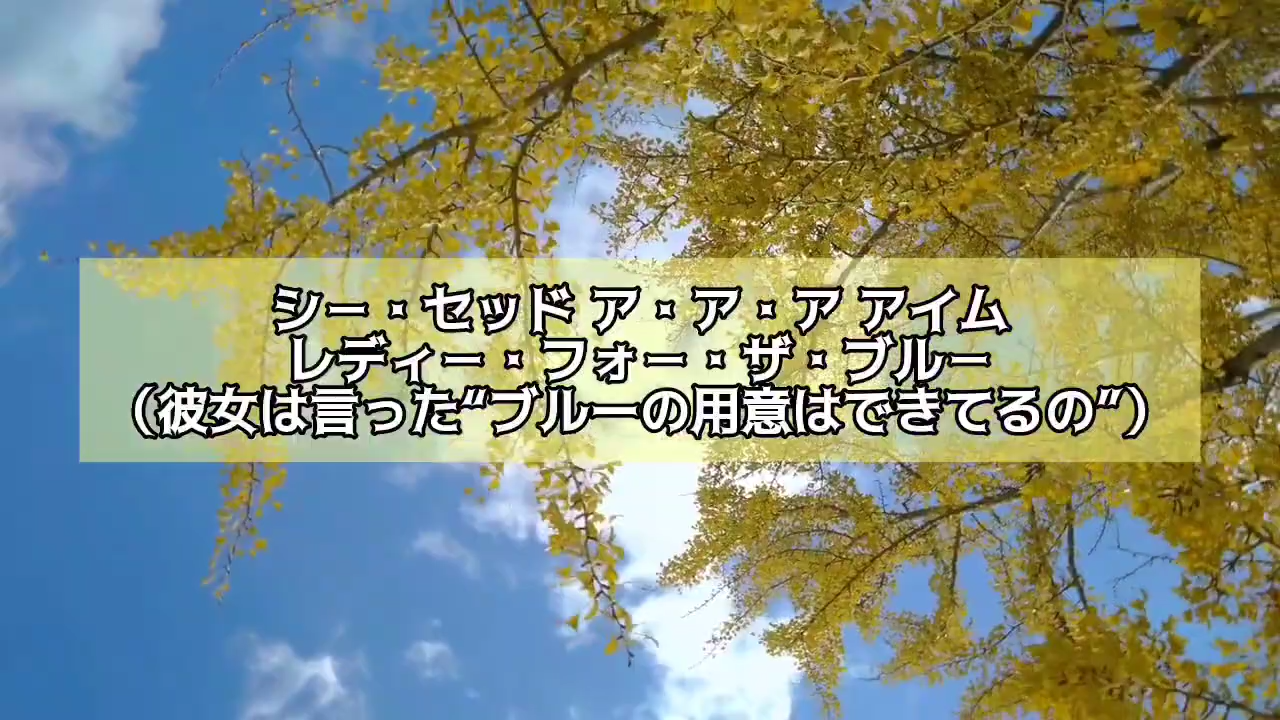 シー・セッド ア・ア・ア アイム
レディー・フォー・ザ・ブルー
（彼女は言った“ブルーの用意はできてるの”）